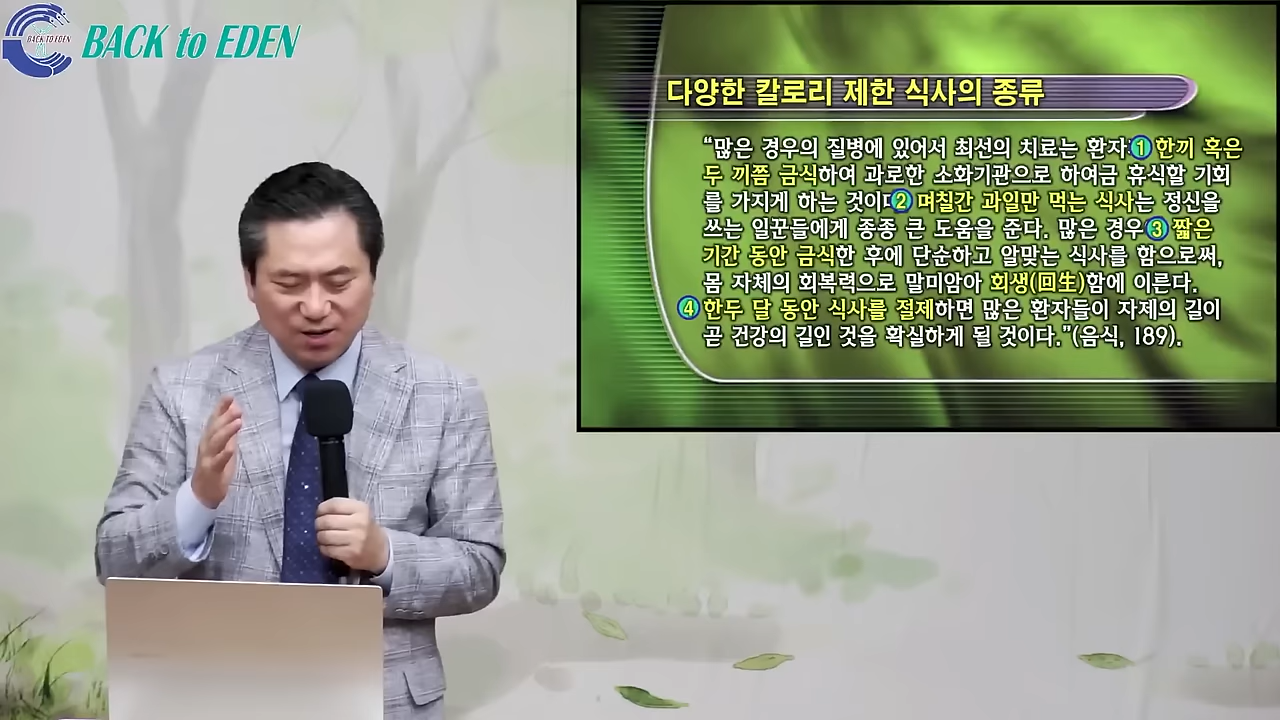 BACK TO EDEN
BACK to EDEN
다양한 칼로리 제한 식사의 종류
“많은 경우의 질병에 있어서 최선의 치료는 환자 1 한끼 혹은
두 끼쯤 금식하여 과로한 소화기관으로 하여금 휴식할 기회
를 가지게 하는 것이다 2 며칠간 과일만 먹는 식사는 정신을
쓰는 일꾼들에게 종종 큰 도움을 준다. 많은 경우 3 짧은
기간 동안 금식한 후에 단순하고 알맞는 식사를 함으로써,
몸 자체의 회복력으로 말미암아 회생(回生)함에 이른다.
4 한두 달 동안 식사를 절제하면 많은 환자들이 자제의 길이
곧 건강의 길인 것을 확실하게 될 것이다.”(음식, 189).